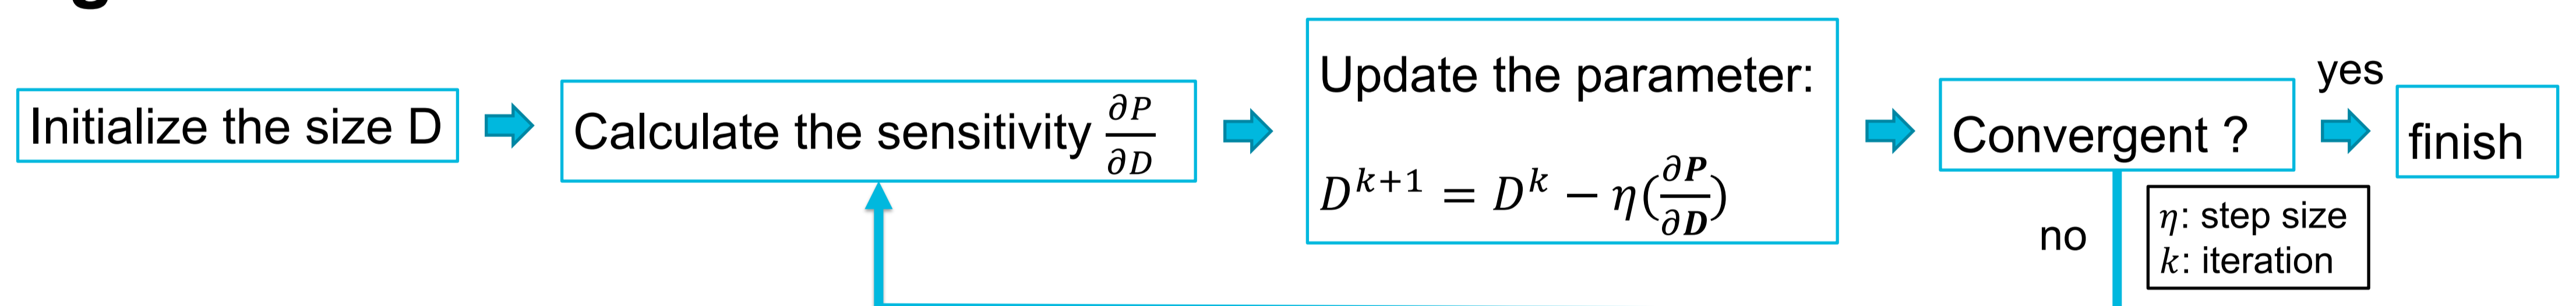 Initialize the size D
Calculate the sensitivity ∂P/∂D
Update the parameter:
D^{k+1} = D^k − η(∂P/∂D)
Convergent ?
yes
finish
no
η: step size
k: iteration